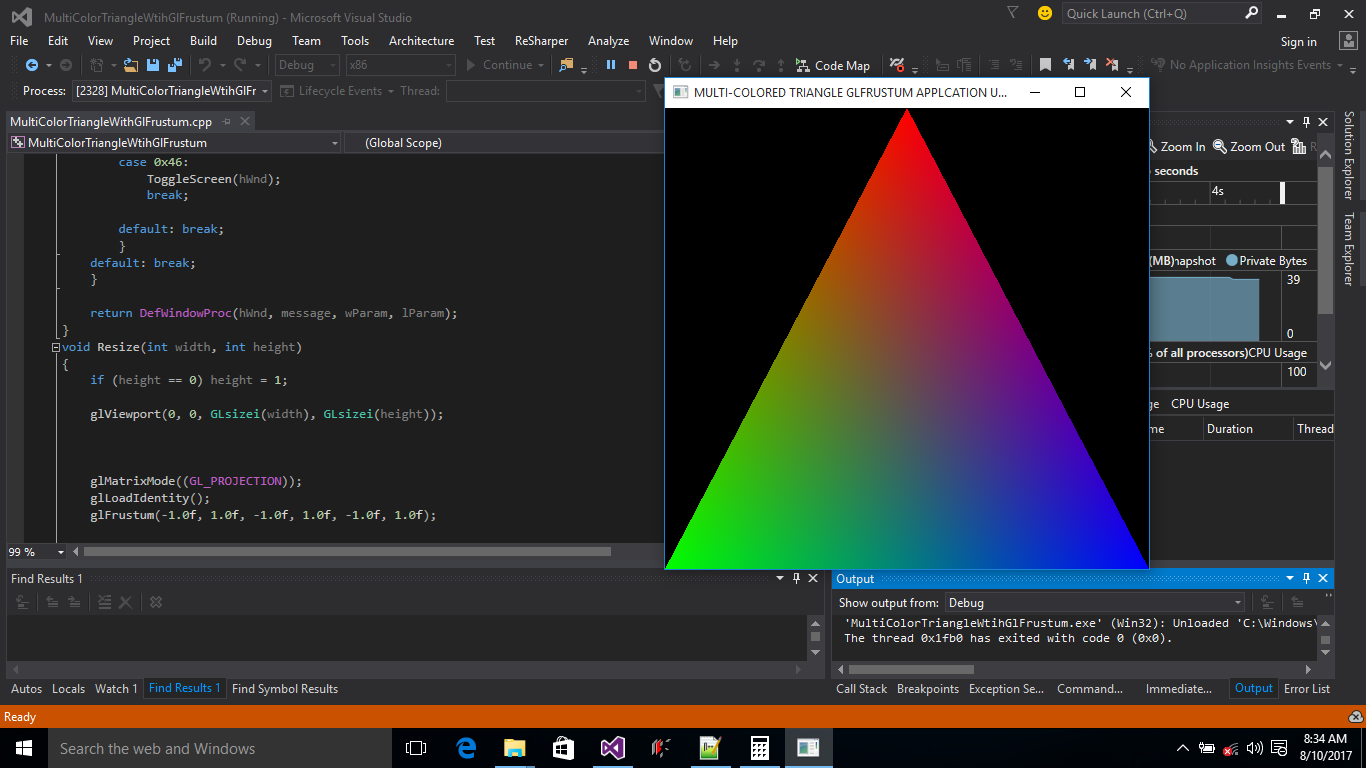 MultiColorTriangleWtihGlFrustum (Running) - Microsoft Visual Studio
Quick Launch (Ctrl+Q)
File Edit View Project Build Debug Team Tools Architecture Test ReSharper Analyze Window Help
Sign in
Debug x86 Continue Code Map No Application Insights Events
Process: [2328] MultiColorTriangleWtihGlFr Lifecycle Events Thread:
MULTI-COLORED TRIANGLE GLFRUSTUM APPLCATION U...
MultiColorTriangleWithGlFrustum.cpp
MultiColorTriangleWtihGlFrustum (Global Scope)
case 0x46:
ToggleScreen(hWnd);
break;
default: break;
}
default: break;
}
return DefWindowProc(hWnd, message, wParam, lParam);
}
void Resize(int width, int height)
{
if (height == 0) height = 1;
glViewport(0, 0, GLsizei(width), GLsizei(height));
glMatrixMode((GL_PROJECTION));
glLoadIdentity();
glFrustum(-1.0f, 1.0f, -1.0f, 1.0f, -1.0f, 1.0f);
99 %
Zoom In Zoom Out R
seconds
4s
(MB) napshot Private Bytes
39
0
% of all processors) CPU Usage
100
ge CPU Usage
me Duration Thread
Solution Explorer
Team Explorer
Find Results 1
Output
Show output from: Debug
'MultiColorTriangleWtihGlFrustum.exe' (Win32): Unloaded 'C:\Windows\
The thread 0x1fb0 has exited with code 0 (0x0).
Autos Locals Watch 1 Find Results 1 Find Symbol Results
Call Stack Breakpoints Exception Se... Command... Immediate... Output Error List
Ready
Search the web and Windows
8:34 AM
8/10/2017